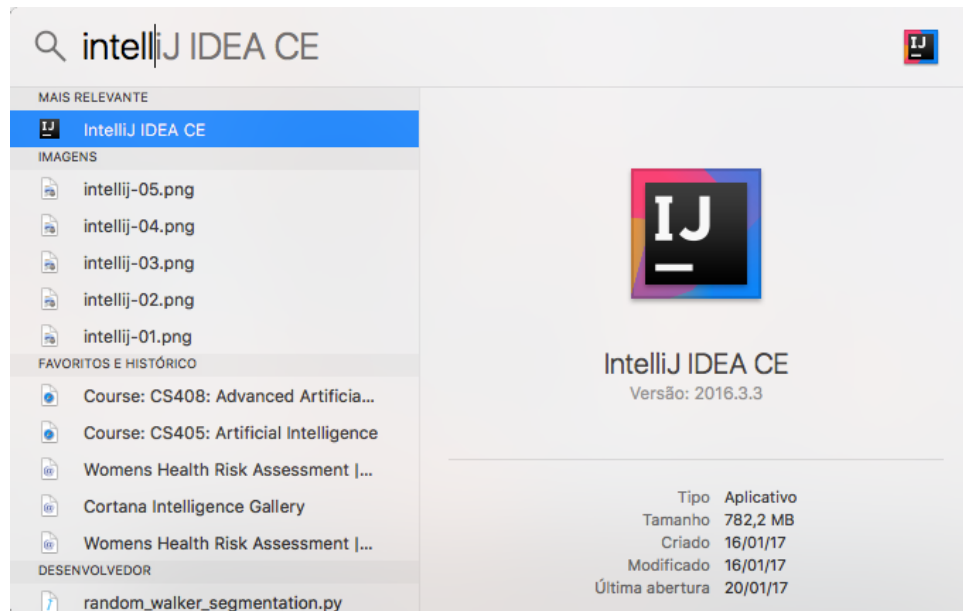 intelliJ IDEA CE
MAIS RELEVANTE
IntelliJ IDEA CE
IMAGENS
intellij-05.png
intellij-04.png
intellij-03.png
intellij-02.png
intellij-01.png
FAVORITOS E HISTÓRICO
Course: CS408: Advanced Artificia...
Course: CS405: Artificial Intelligence
Womens Health Risk Assessment |...
Cortana Intelligence Gallery
Womens Health Risk Assessment |...
DESENVOLVEDOR
random_walker_segmentation.py
IJ
IntelliJ IDEA CE
Versão: 2016.3.3
Tipo Aplicativo
Tamanho 782,2 MB
Criado 16/01/17
Modificado 16/01/17
Última abertura 20/01/17